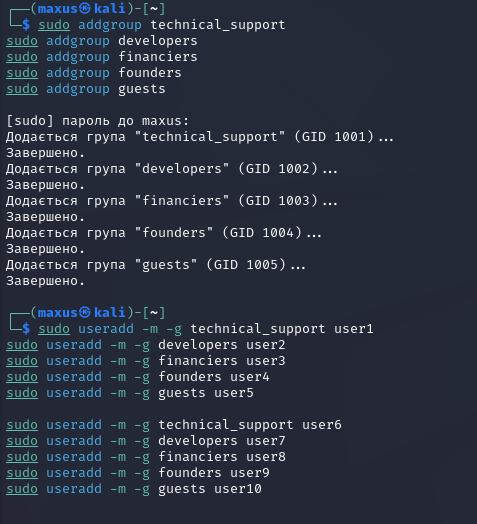 ┌──(maxus㉿kali)-[~]
└─$ sudo addgroup technical_support
sudo addgroup developers
sudo addgroup financiers
sudo addgroup founders
sudo addgroup guests
[sudo] пароль до maxus:
Додається група "technical_support" (GID 1001)...
Завершено.
Додається група "developers" (GID 1002)...
Завершено.
Додається група "financiers" (GID 1003)...
Завершено.
Додається група "founders" (GID 1004)...
Завершено.
Додається група "guests" (GID 1005)...
Завершено.
┌──(maxus㉿kali)-[~]
└─$ sudo useradd -m -g technical_support user1
sudo useradd -m -g developers user2
sudo useradd -m -g financiers user3
sudo useradd -m -g founders user4
sudo useradd -m -g guests user5
sudo useradd -m -g technical_support user6
sudo useradd -m -g developers user7
sudo useradd -m -g financiers user8
sudo useradd -m -g founders user9
sudo useradd -m -g guests user10